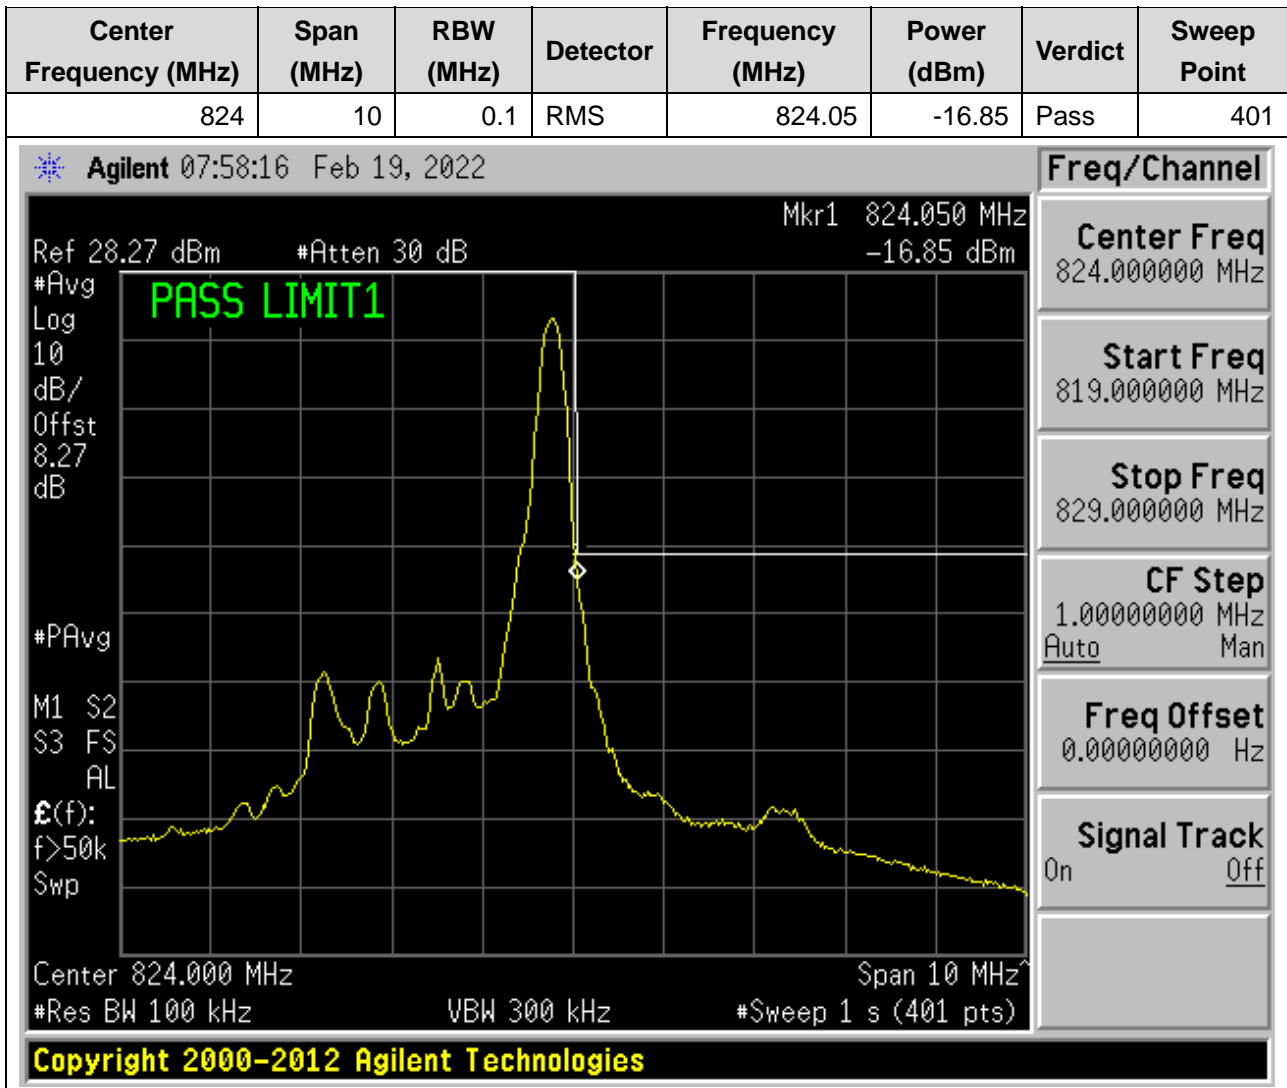 Center Frequency (MHz) Span (MHz) RBW (MHz) Detector Frequency (MHz) Power (dBm) Verdict Sweep Point
824 10 0.1 RMS 824.05 -16.85 Pass 401
Agilent 07:58:16 Feb 19, 2022
Freq/Channel
Mkr1 824.050 MHz
Ref 28.27 dBm #Atten 30 dB -16.85 dBm
#Avg
Log
10
dB/
Offst
8.27
dB
PASS LIMIT1
#PAvg
M1 S2
S3 FS
AL
£(f):
f>50k
Swp
Center 824.000 MHz Span 10 MHz^
#Res BW 100 kHz VBW 300 kHz #Sweep 1 s (401 pts)
Center Freq
824.000000 MHz
Start Freq
819.000000 MHz
Stop Freq
829.000000 MHz
CF Step
1.00000000 MHz
Auto Man
Freq Offset
0.00000000 Hz
Signal Track
On Off
Copyright 2000-2012 Agilent Technologies